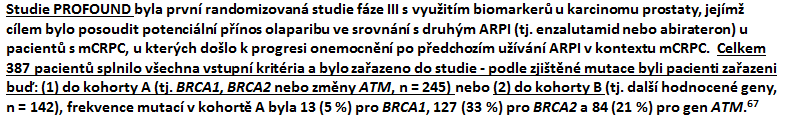 Studie PROFOUND byla první randomizovaná studie fáze III s využitím biomarkerů u karcinomu prostaty, jejímž
cílem bylo posoudit potenciální přínos olaparibu ve srovnání s druhým ARPI (tj. enzalutamid nebo abirateron) u
pacientů s mCRPC, u kterých došlo k progresi onemocnění po předchozím užívání ARPI v kontextu mCRPC. Celkem
387 pacientů splnilo všechna vstupní kritéria a bylo zařazeno do studie - podle zjištěné mutace byli pacienti zařazeni
buď: (1) do kohorty A (tj. BRCA1, BRCA2 nebo změny ATM, n = 245) nebo (2) do kohorty B (tj. další hodnocené geny,
n = 142), frekvence mutací v kohortě A byla 13 (5 %) pro BRCA1, 127 (33 %) pro BRCA2 a 84 (21 %) pro gen ATM.67